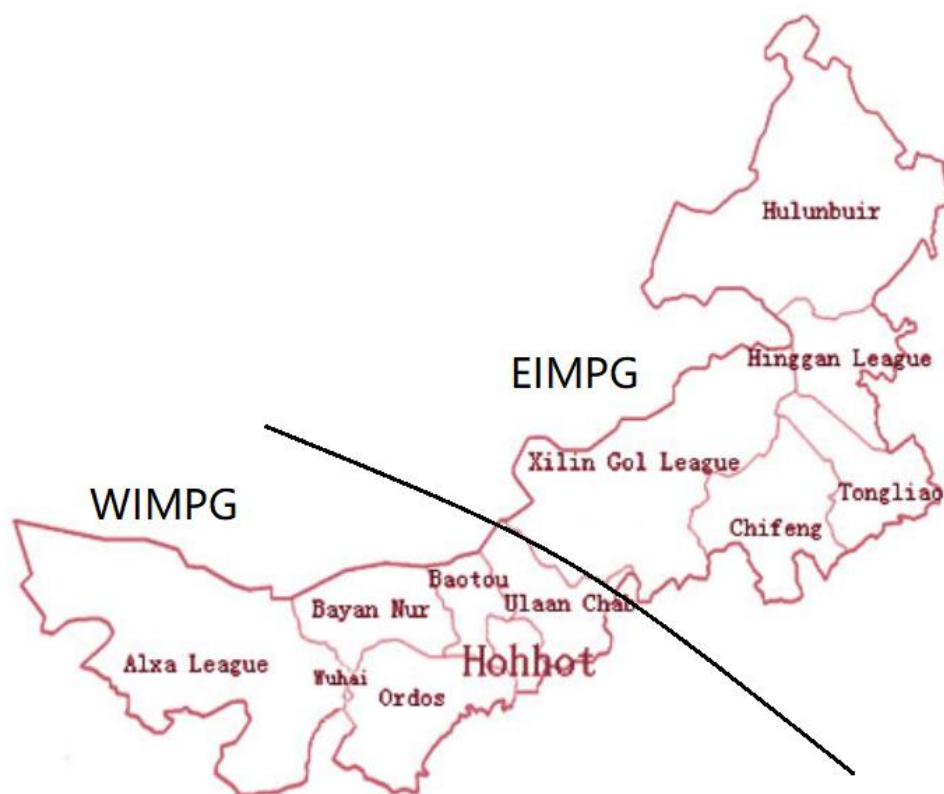 Hulunbuir
Hinggan League
EIMPG
Xilin Gol League
Tongliao
WIMPG
Chifeng
Baotou
Bayan Nur
Ulaan Chab
Hohhot
Alxa League
Wuhai
Ordos